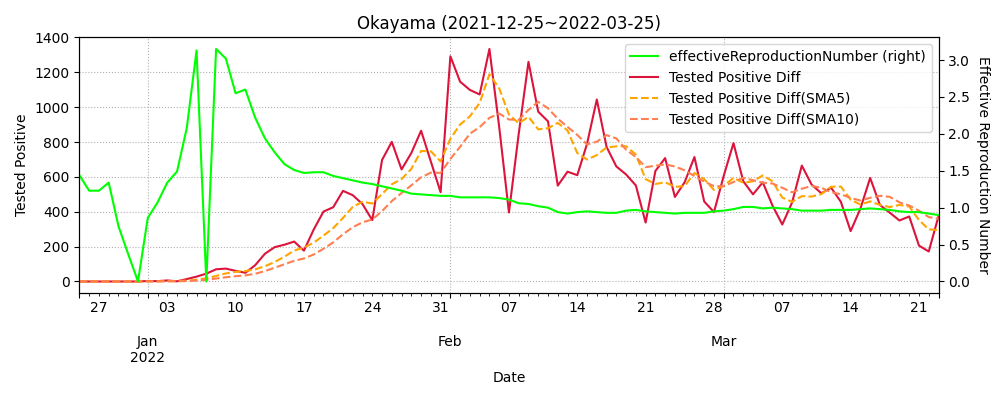 Okayama (2021-12-25~2022-03-25)
effectiveReproductionNumber (right)
Tested Positive Diff
Tested Positive Diff(SMA5)
Tested Positive Diff(SMA10)
Tested Positive
1400
1200
1000
800
600
400
200
0
Effective Reproduction Number
3.0
2.5
2.0
1.5
1.0
0.5
0.0
27 03 10 17 24 31 07 14 21 28 07 14 21
Jan Feb Mar
2022
Date